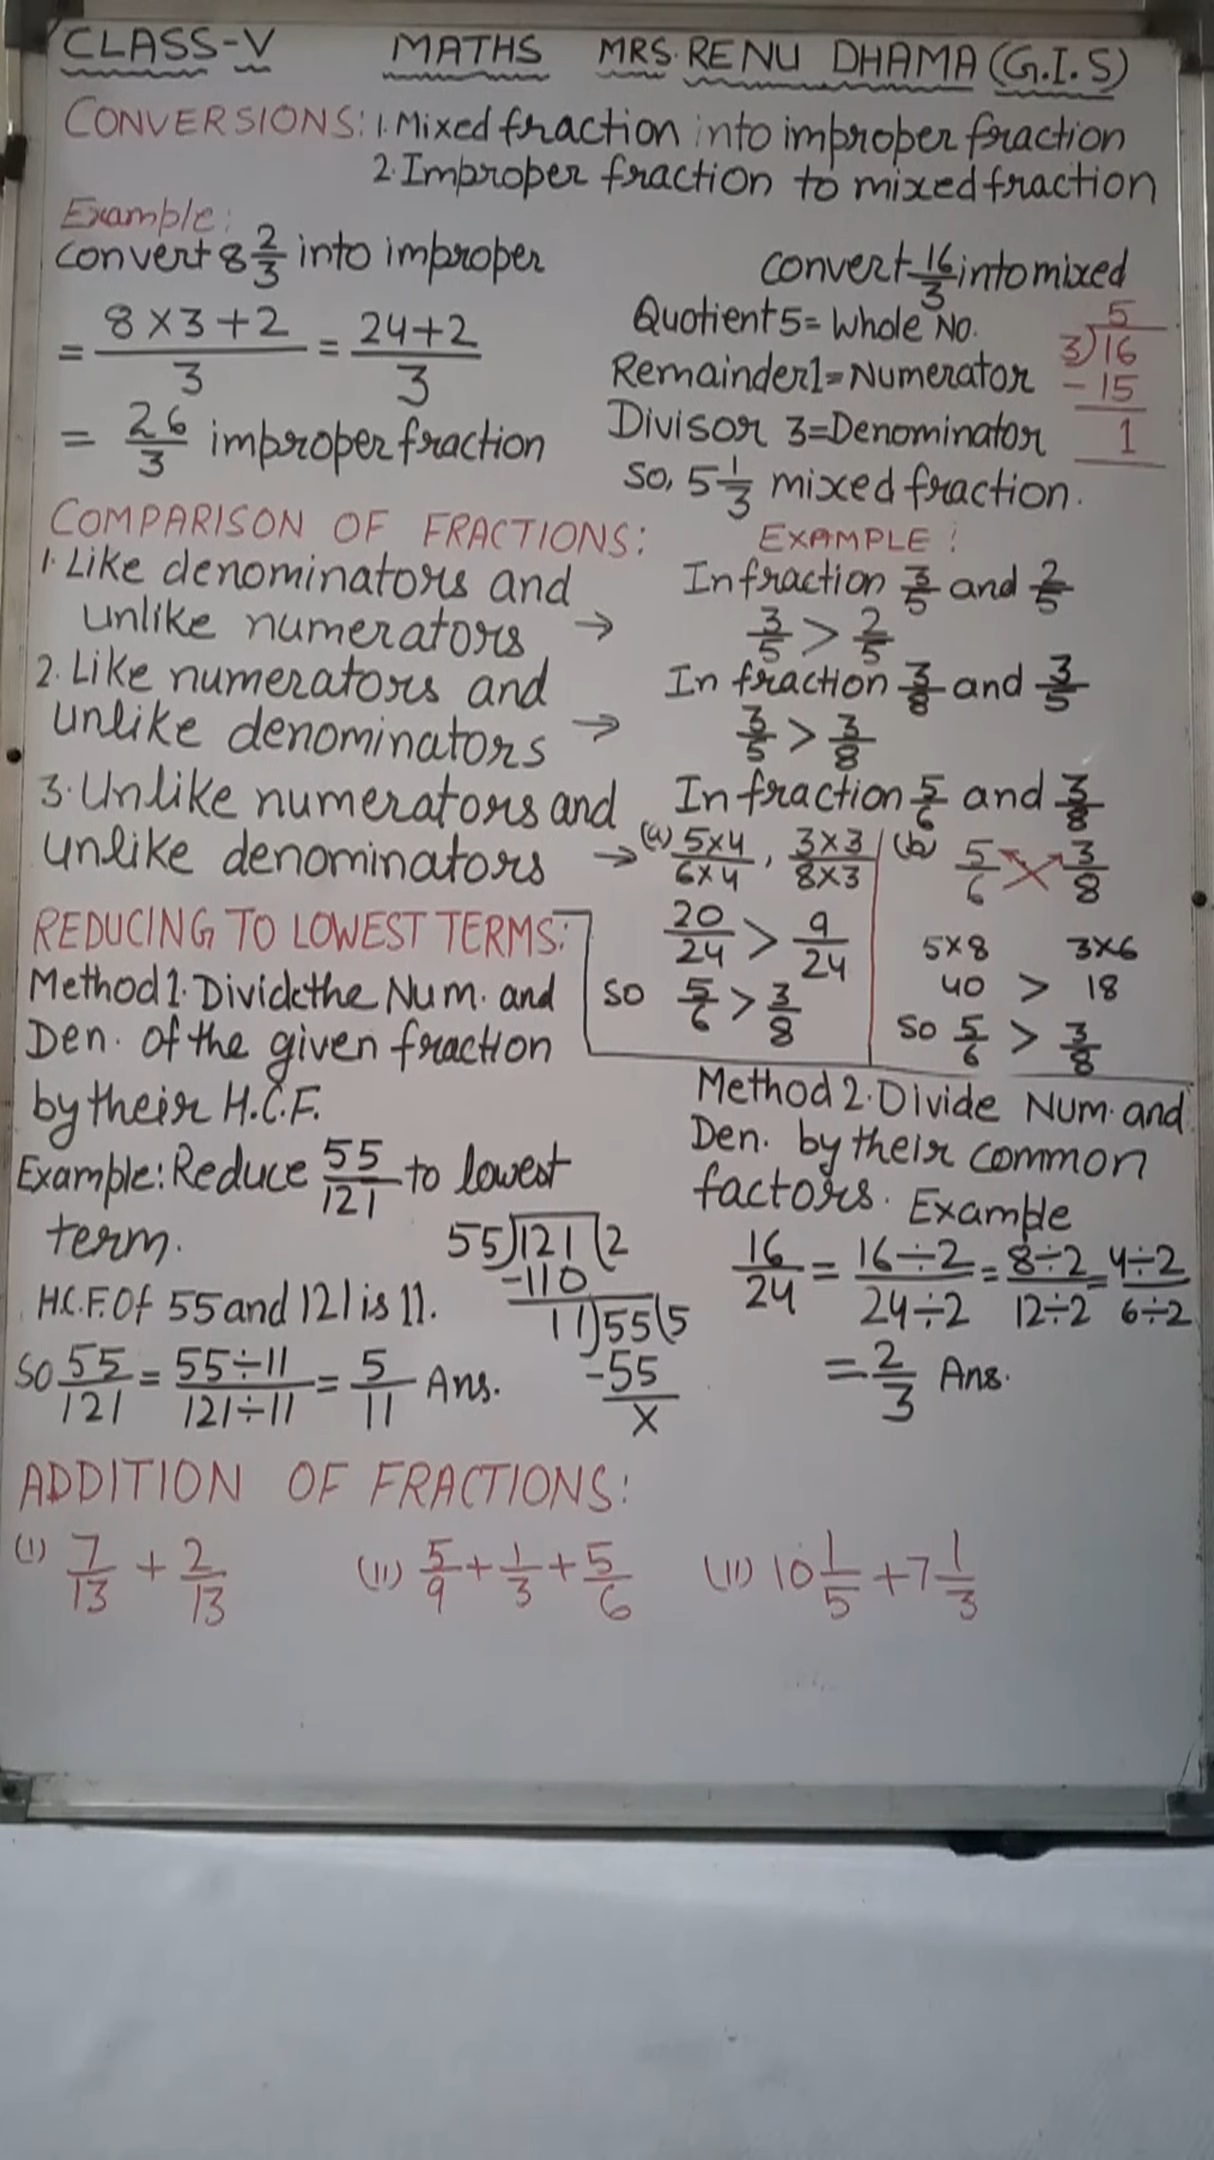 CLASS-V MATHS MRS. RENU DHAMA (G.I.S)
CONVERSIONS: 1. Mixed fraction into improper fraction
2. Improper fraction to mixed fraction
Example:
Convert 8 2/3 into improper
= 8×3+2/3 = 24+2/3
= 26/3 improper fraction
Convert 16/3 into mixed
Quotient 5 = Whole No.
Remainder 1 = Numerator
Divisor 3 = Denominator
So, 5 1/3 mixed fraction.
5
3)16
-15
1
COMPARISON OF FRACTIONS: EXAMPLE:
1. Like denominators and
unlike numerators →
In fraction 3/5 and 2/5
3/5 > 2/5
2. Like numerators and
unlike denominators →
In fraction 3/8 and 3/5
3/5 > 3/8
3. Unlike numerators and
unlike denominators →
In fraction 5/6 and 3/8
(a) 5×4/6×4, 3×3/8×3
20/24 > 9/24
So 5/6 > 3/8
(b) 5/6 3/8
5×8 3×6
40 > 18
So 5/6 > 3/8
REDUCING TO LOWEST TERMS:
Method 1. Divide the Num. and
Den. of the given fraction
by their H.C.F.
Example: Reduce 55/121 to lowest
term.
H.C.F. Of 55 and 121 is 11.
So 55/121 = 55÷11/121÷11 = 5/11 Ans.
55)121(2
-110
11)55(5
-55
×
Method 2. Divide Num. and
Den. by their common
factors. Example
16/24 = 16÷2/24÷2 = 8÷2/12÷2 = 4÷2/6÷2
= 2/3 Ans.
ADDITION OF FRACTIONS:
(I) 7/13 + 2/13 (II) 5/9 + 1/3 + 5/6 (II) 10 1/5 + 7 1/3